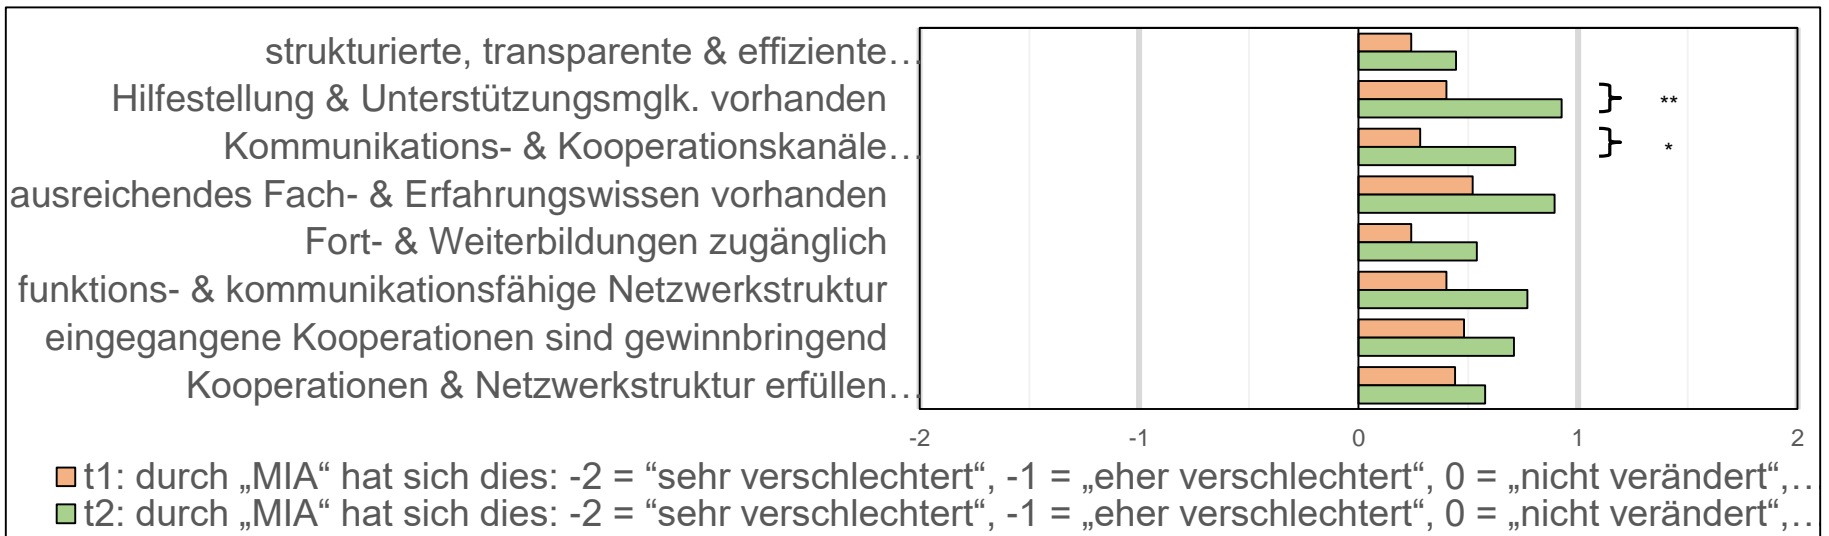 strukturierte, transparente & effiziente…
Hilfestellung & Unterstützungsmglk. vorhanden
**
Kommunikations- & Kooperationskanäle…
*
ausreichendes Fach- & Erfahrungswissen vorhanden
Fort- & Weiterbildungen zugänglich
funktions- & kommunikationsfähige Netzwerkstruktur
eingegangene Kooperationen sind gewinnbringend
Kooperationen & Netzwerkstruktur erfüllen…
-2 -1 0 1 2
t1: durch „MIA“ hat sich dies: -2 = “sehr verschlechtert“, -1 = „eher verschlechtert“, 0 = „nicht verändert“,…
t2: durch „MIA“ hat sich dies: -2 = “sehr verschlechtert“, -1 = „eher verschlechtert“, 0 = „nicht verändert“,…